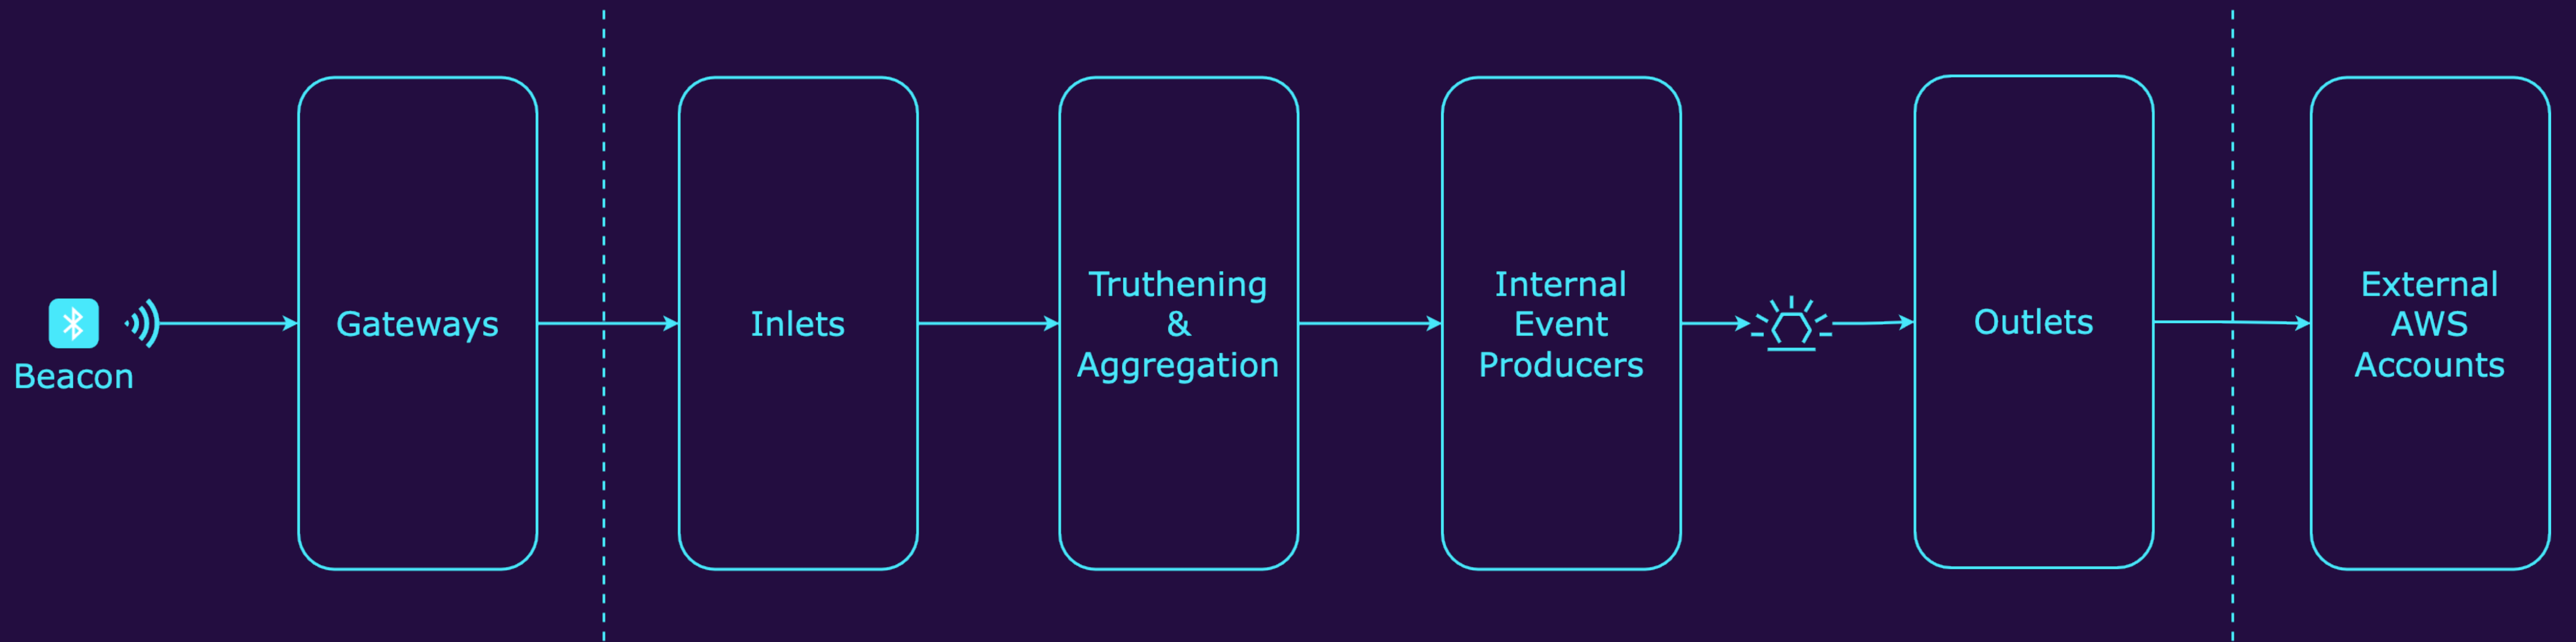 Beacon
Gateways
Inlets
Truthening
&
Aggregation
Internal
Event
Producers
Outlets
External
AWS
Accounts